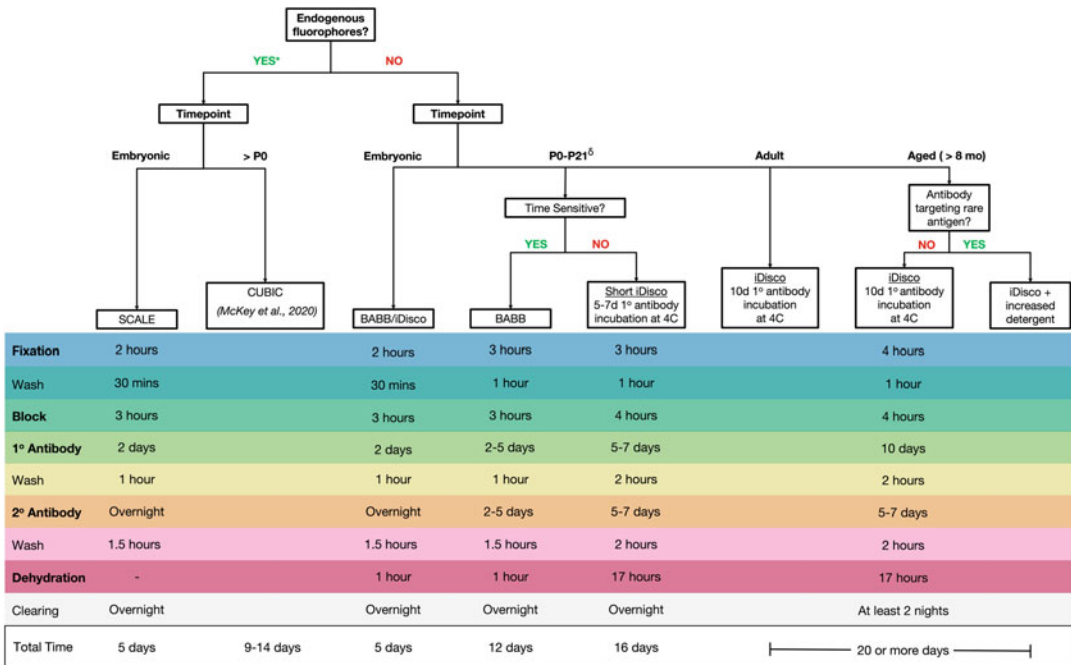 Endogenous
fluorophores?
YES*
NO
Timepoint
Timepoint
Embryonic
> P0
Embryonic
P0-P21δ
Adult
Aged ( > 8 mo)
Time Sensitive?
Antibody
targeting rare
antigen?
YES
NO
NO
YES
SCALE
CUBIC
(McKey et al., 2020)
BABB/iDisco
BABB
Short iDisco
5-7d 1º antibody
incubation at 4C
iDisco
10d 1º antibody
incubation
at 4C
iDisco
10d 1º antibody
incubation
at 4C
iDisco +
increased
detergent
Fixation 2 hours 2 hours 3 hours 3 hours 4 hours
Wash 30 mins 30 mins 1 hour 1 hour 1 hour
Block 3 hours 3 hours 3 hours 4 hours 4 hours
1º Antibody 2 days 2 days 2-5 days 5-7 days 10 days
Wash 1 hour 1 hour 1 hour 2 hours 2 hours
2º Antibody Overnight Overnight 2-5 days 5-7 days 5-7 days
Wash 1.5 hours 1.5 hours 1.5 hours 2 hours 2 hours
Dehydration - 1 hour 1 hour 17 hours 17 hours
Clearing Overnight Overnight Overnight Overnight At least 2 nights
Total Time 5 days 9-14 days 5 days 12 days 16 days 20 or more days